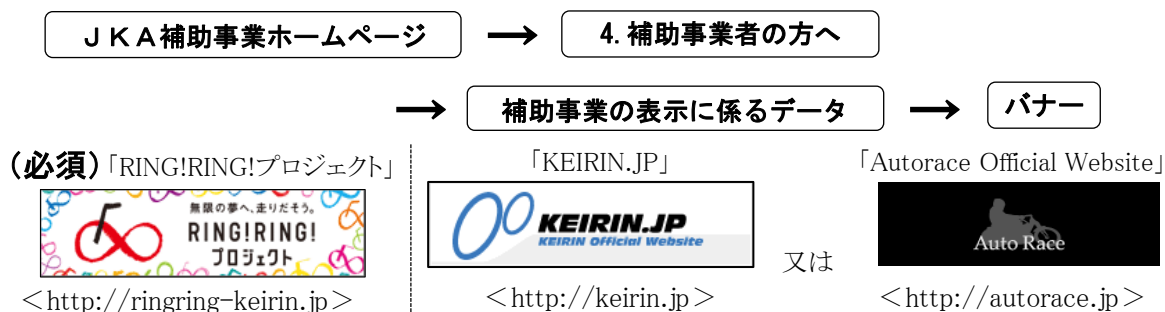 ＪＫＡ補助事業ホームページ → 4.補助事業者の方へ
→ 補助事業の表示に係るデータ → バナー
(必須)「RING!RING!プロジェクト」
無限の夢へ、走りだそう。
RING!RING!
プロジェクト
＜http://ringring-keirin.jp＞
「KEIRIN.JP」
KEIRIN.JP
KEIRIN Official Website
＜http://keirin.jp＞
又は
「Autorace Official Website」
Auto Race
＜http://autorace.jp＞